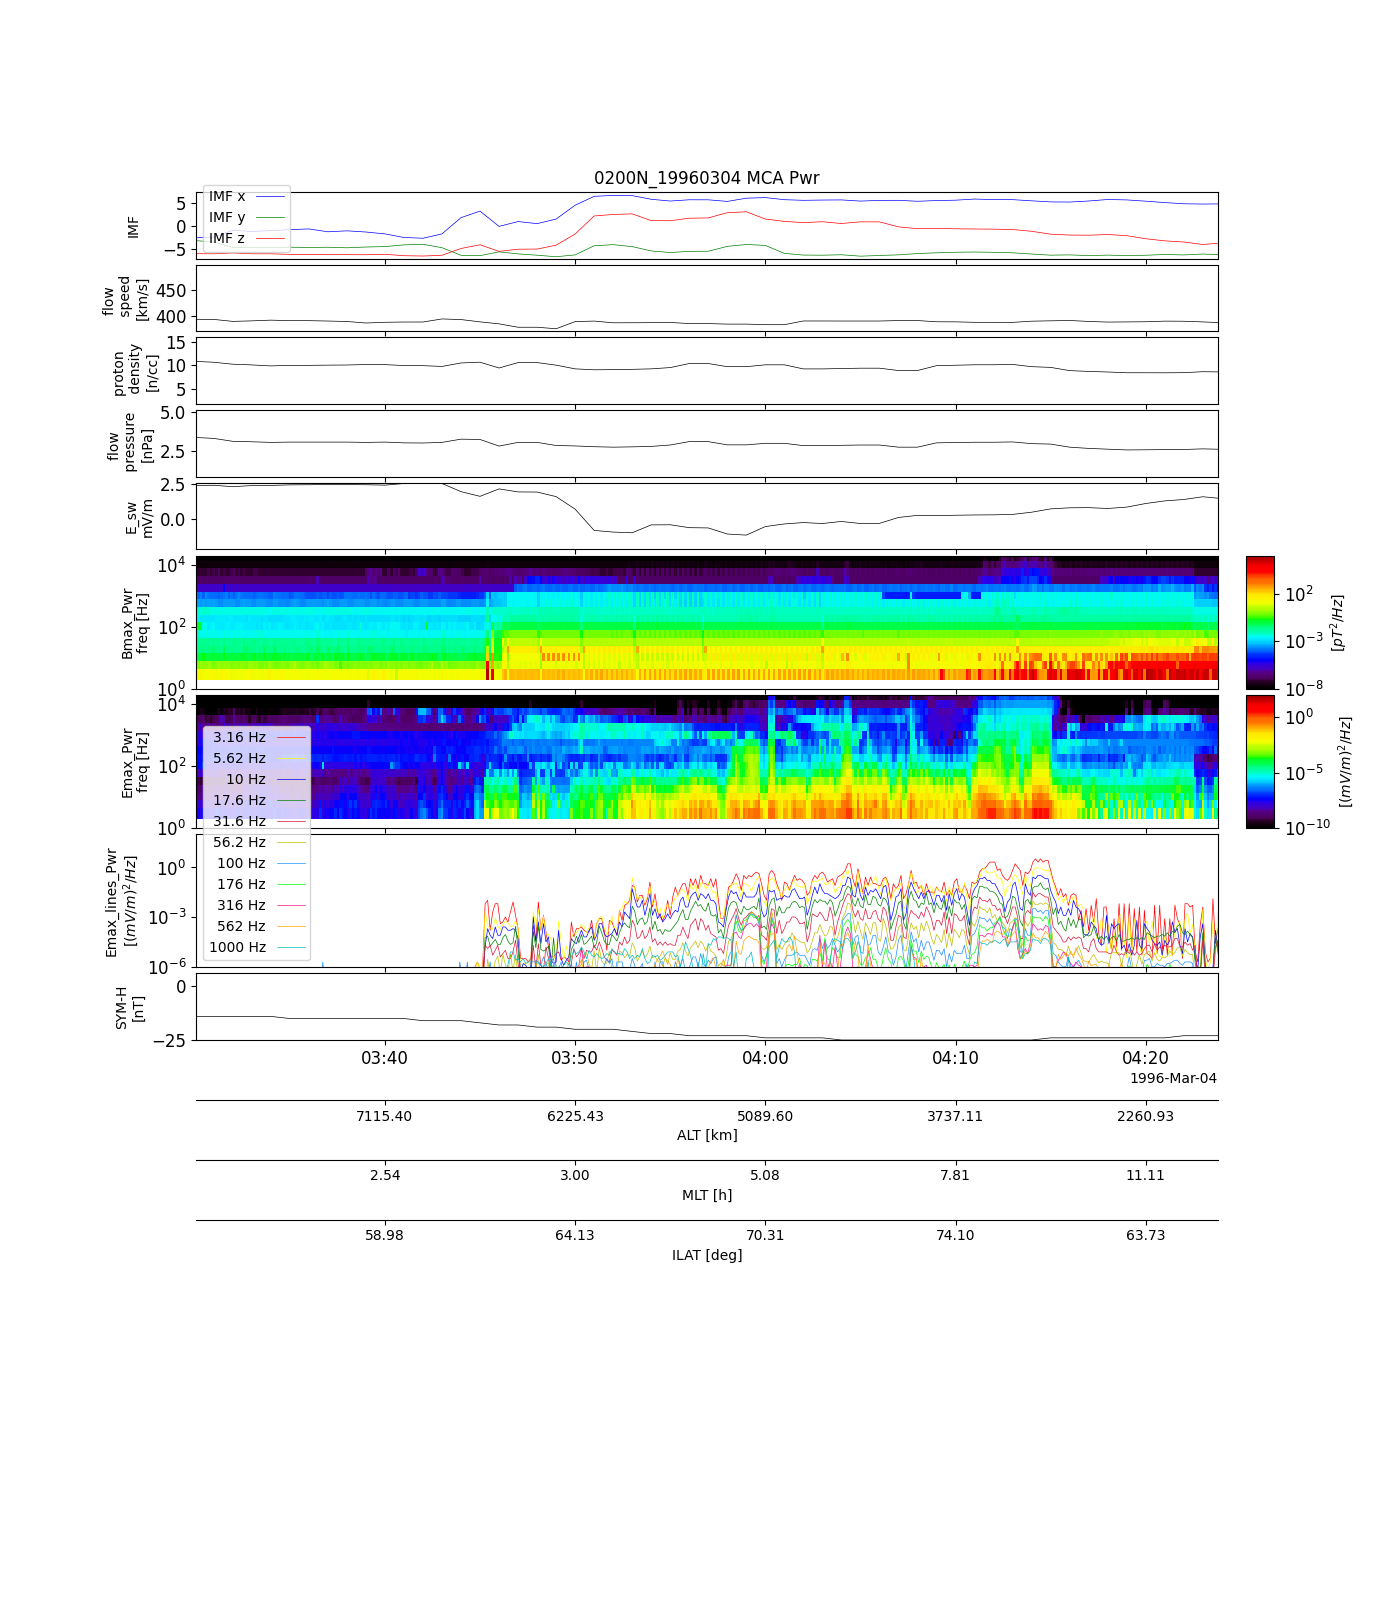 0200N_19960304 MCA Pwr
IMF
5
0
−5
IMF x
IMF y
IMF z
flow
speed
[km/s]
450
400
proton
density
[n/cc]
15
10
5
flow
pressure
[nPa]
5.0
2.5
E_sw
mV/m
2.5
0.0
Bmax_Pwr
freq [Hz]
10^4
10^2
10^0
10^2
10^−3
10^−8
[pT^2/Hz]
Emax_Pwr
freq [Hz]
10^4
10^2
10^0
10^0
10^−5
10^−10
[(mV/m)^2/Hz]
3.16 Hz
5.62 Hz
10 Hz
17.6 Hz
31.6 Hz
56.2 Hz
100 Hz
176 Hz
316 Hz
562 Hz
1000 Hz
Emax_lines_Pwr
[(mV/m)^2/Hz]
10^0
10^−3
10^−6
SYM-H
[nT]
0
−25
03:40 03:50 04:00 04:10 04:20
1996-Mar-04
7115.40 6225.43 5089.60 3737.11 2260.93
ALT [km]
2.54 3.00 5.08 7.81 11.11
MLT [h]
58.98 64.13 70.31 74.10 63.73
ILAT [deg]